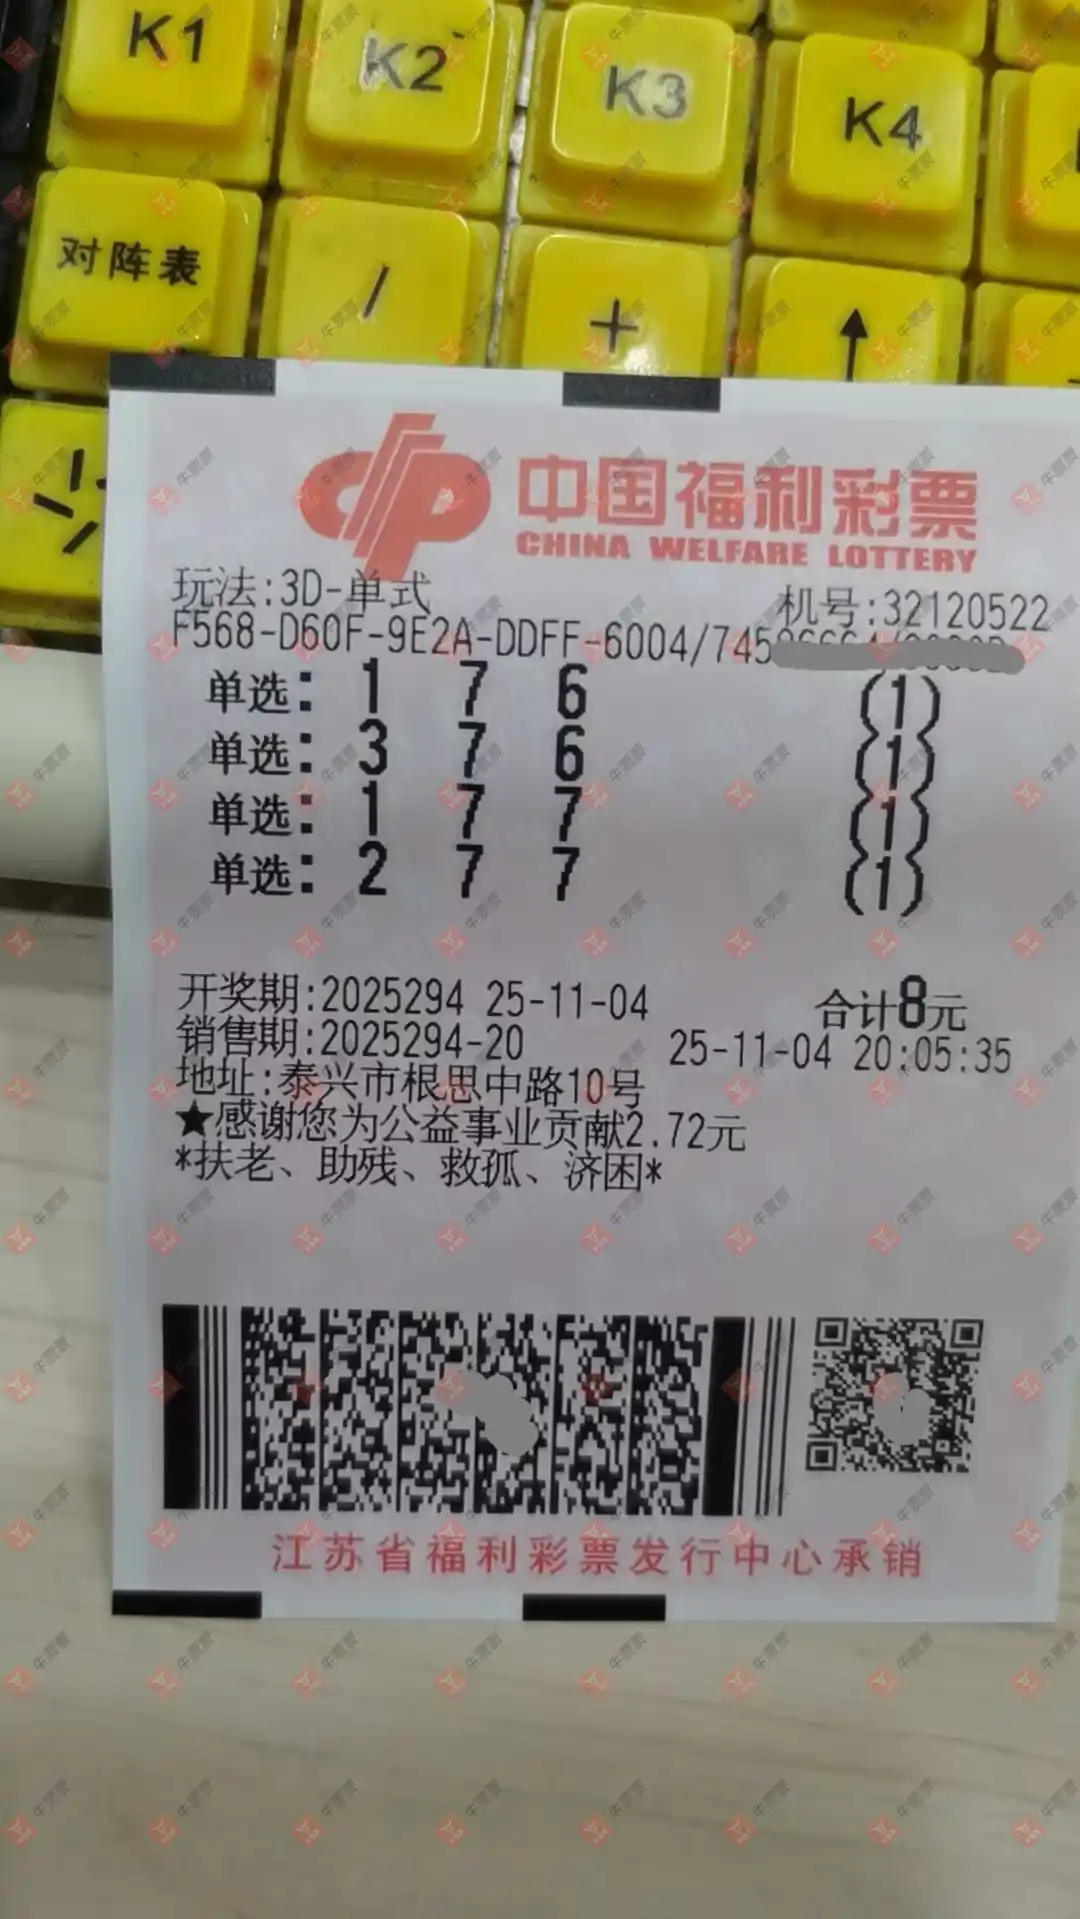 K1 K2 K3 K4
对阵表 / + ↑
中国福利彩票
CHINA WELFARE LOTTERY
玩法:3D-单式
机号:32120522
F568-D60F-9E2A-DDFF-6004/745
单选: 1 7 6 (1)
单选: 3 7 6 (1)
单选: 1 7 7 (1)
单选: 2 7 7 (1)
开奖期:2025294 25-11-04 合计8元
销售期:2025294-20 25-11-04 20:05:35
地址:泰兴市根思中路10号
★感谢您为公益事业贡献2.72元
*扶老、助残、救孤、济困*
江苏省福利彩票发行中心承销
牛票票